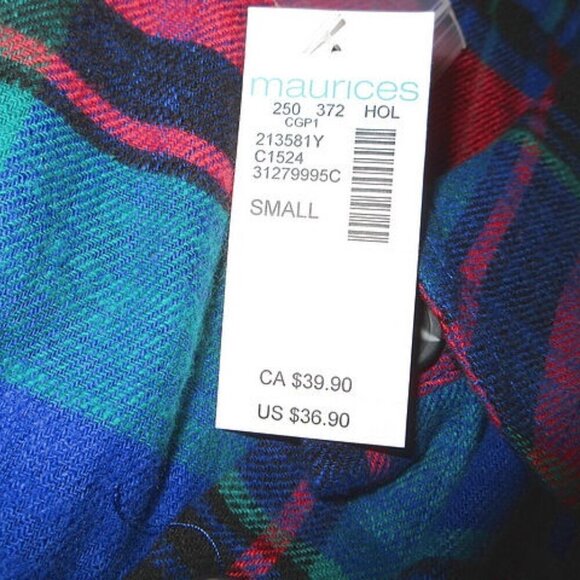 maurices
250 372 HOL
CGP1
213581Y
C1524
31279995C
SMALL
CA $39.90
US $36.90